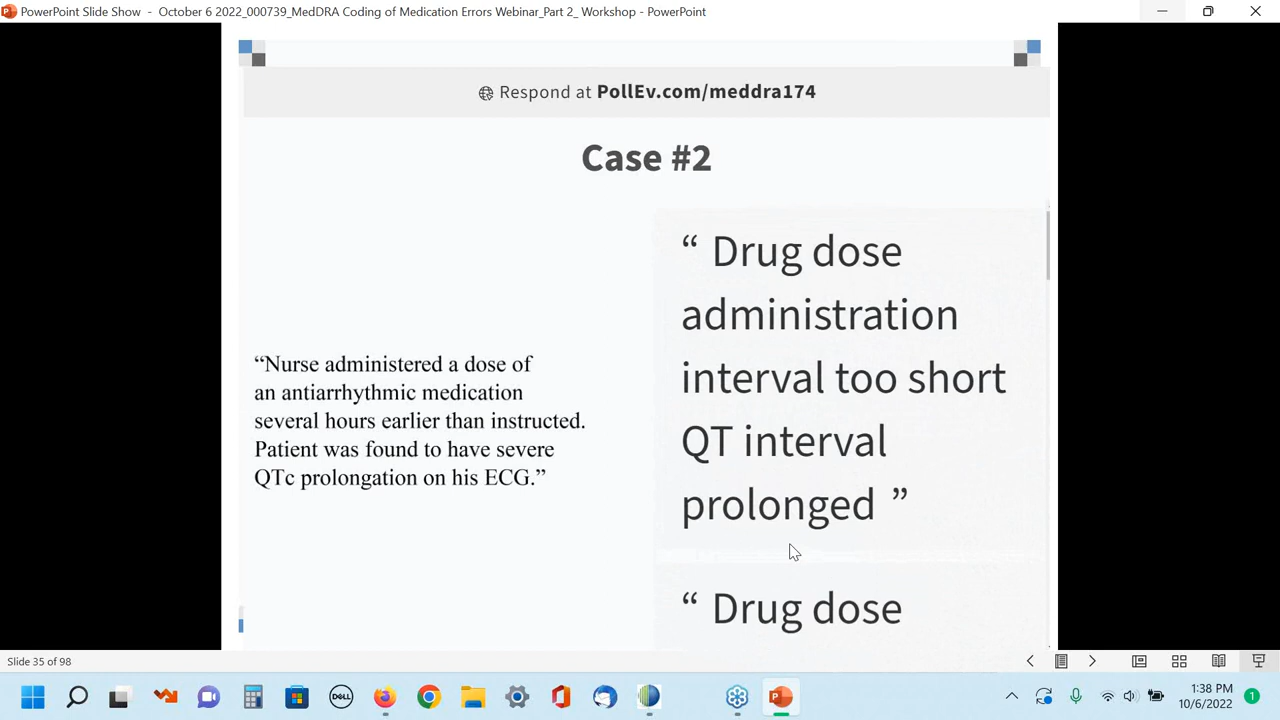 PowerPoint Slide Show - October 6 2022_000739_MedDRA Coding of Medication Errors Webinar_Part 2_ Workshop - PowerPoint
Respond at PollEv.com/meddra174
Case #2
“Nurse administered a dose of
an antiarrhythmic medication
several hours earlier than instructed.
Patient was found to have severe
QTc prolongation on his ECG.”
“ Drug dose
administration
interval too short
QT interval
prolonged ”
“ Drug dose
Slide 35 of 98
DELL
1:38 PM
10/6/2022
1